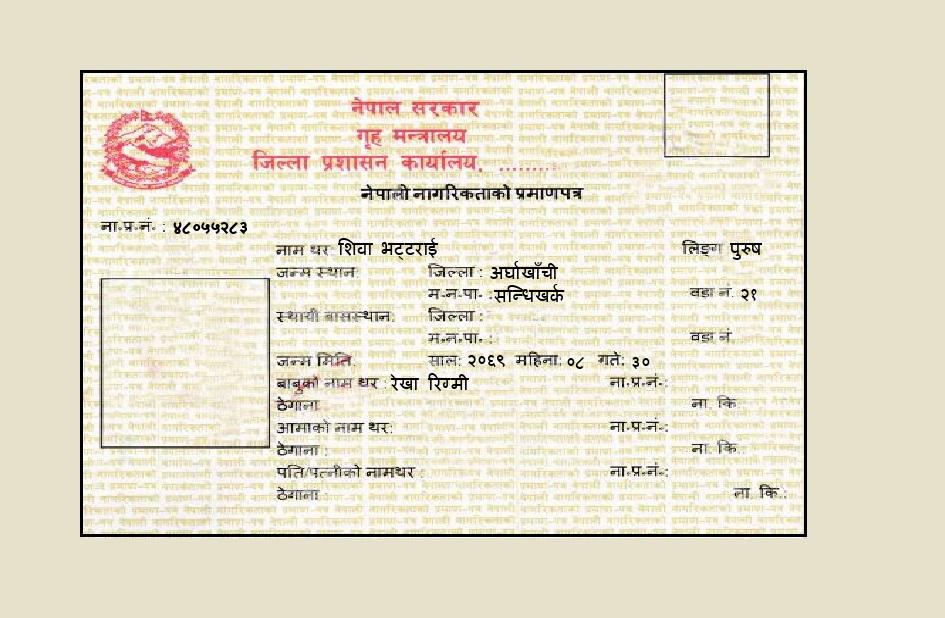 नेपाल सरकार
गृह मन्त्रालय
जिल्ला प्रशासन कार्यालय, .........
नेपाली नागरिकताको प्रमाणपत्र
ना.प्र.नं. : ४८०५५२८३
नाम थर: शिवा भट्टराई लिङ्ग पुरुष
जन्म स्थान: जिल्ला : अर्घाखाँची
म.न.पा. : सन्धिखर्क वडा नं. २१
स्थायी बासस्थान: जिल्ला :
म.न.पा. : वडा नं
जन्म मिति: साल: २०६९ महिना: ०८ गते: ३०
बाबुको नाम थर : रेखा रिग्मी ना.प्र.नं.:
ठेगाना ना. कि.
आमाको नाम थर: ना.प्र.नं.:
ठेगाना : ना. कि.
पति/पत्नीको नामथर : ना.प्र.नं.:
ठेगाना : ना. कि.: